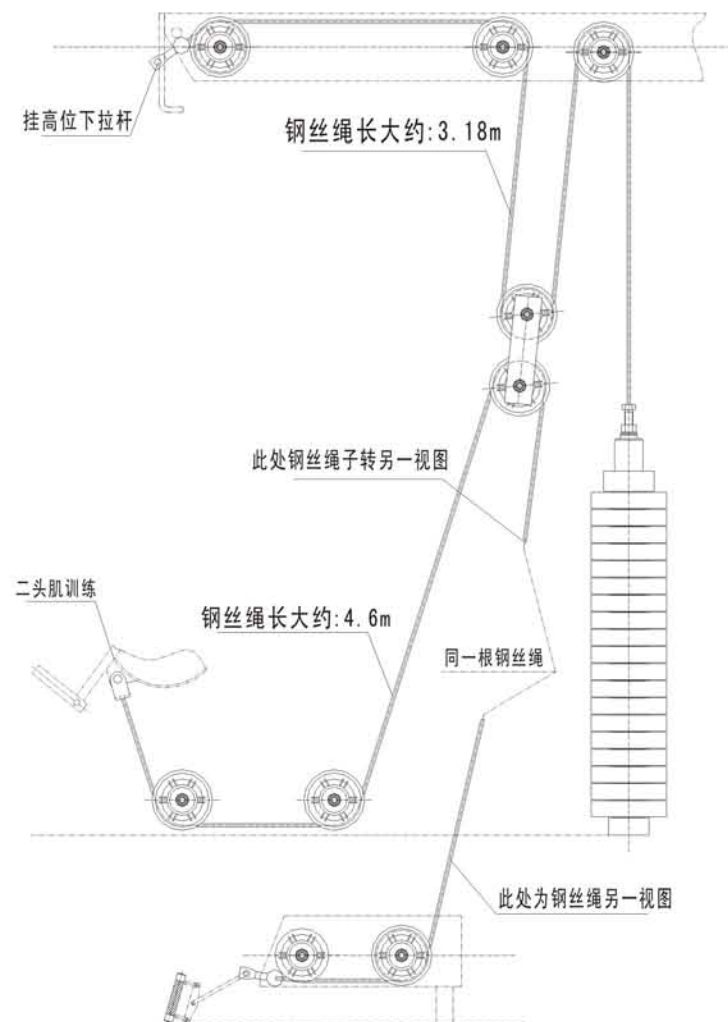 挂高位下拉杆
钢丝绳长大约:3.18m
此处钢丝绳子转另一视图
二头肌训练
钢丝绳长大约:4.6m
同一根钢丝绳
此处为钢丝绳另一视图